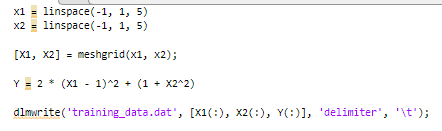 x1 = linspace(-1, 1, 5)
x2 = linspace(-1, 1, 5)
[X1, X2] = meshgrid(x1, x2);
Y = 2 * (X1 - 1)^2 + (1 + X2^2)
dlmwrite('training_data.dat', [X1(:), X2(:), Y(:)], 'delimiter', '\t');